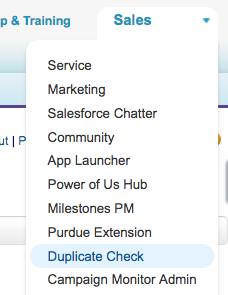 p & Training
Sales
Service
Marketing
Salesforce Chatter
Community
App Launcher
ut | P
Power of Us Hub
Milestones PM
Purdue Extension
Duplicate Check
Campaign Monitor Admin